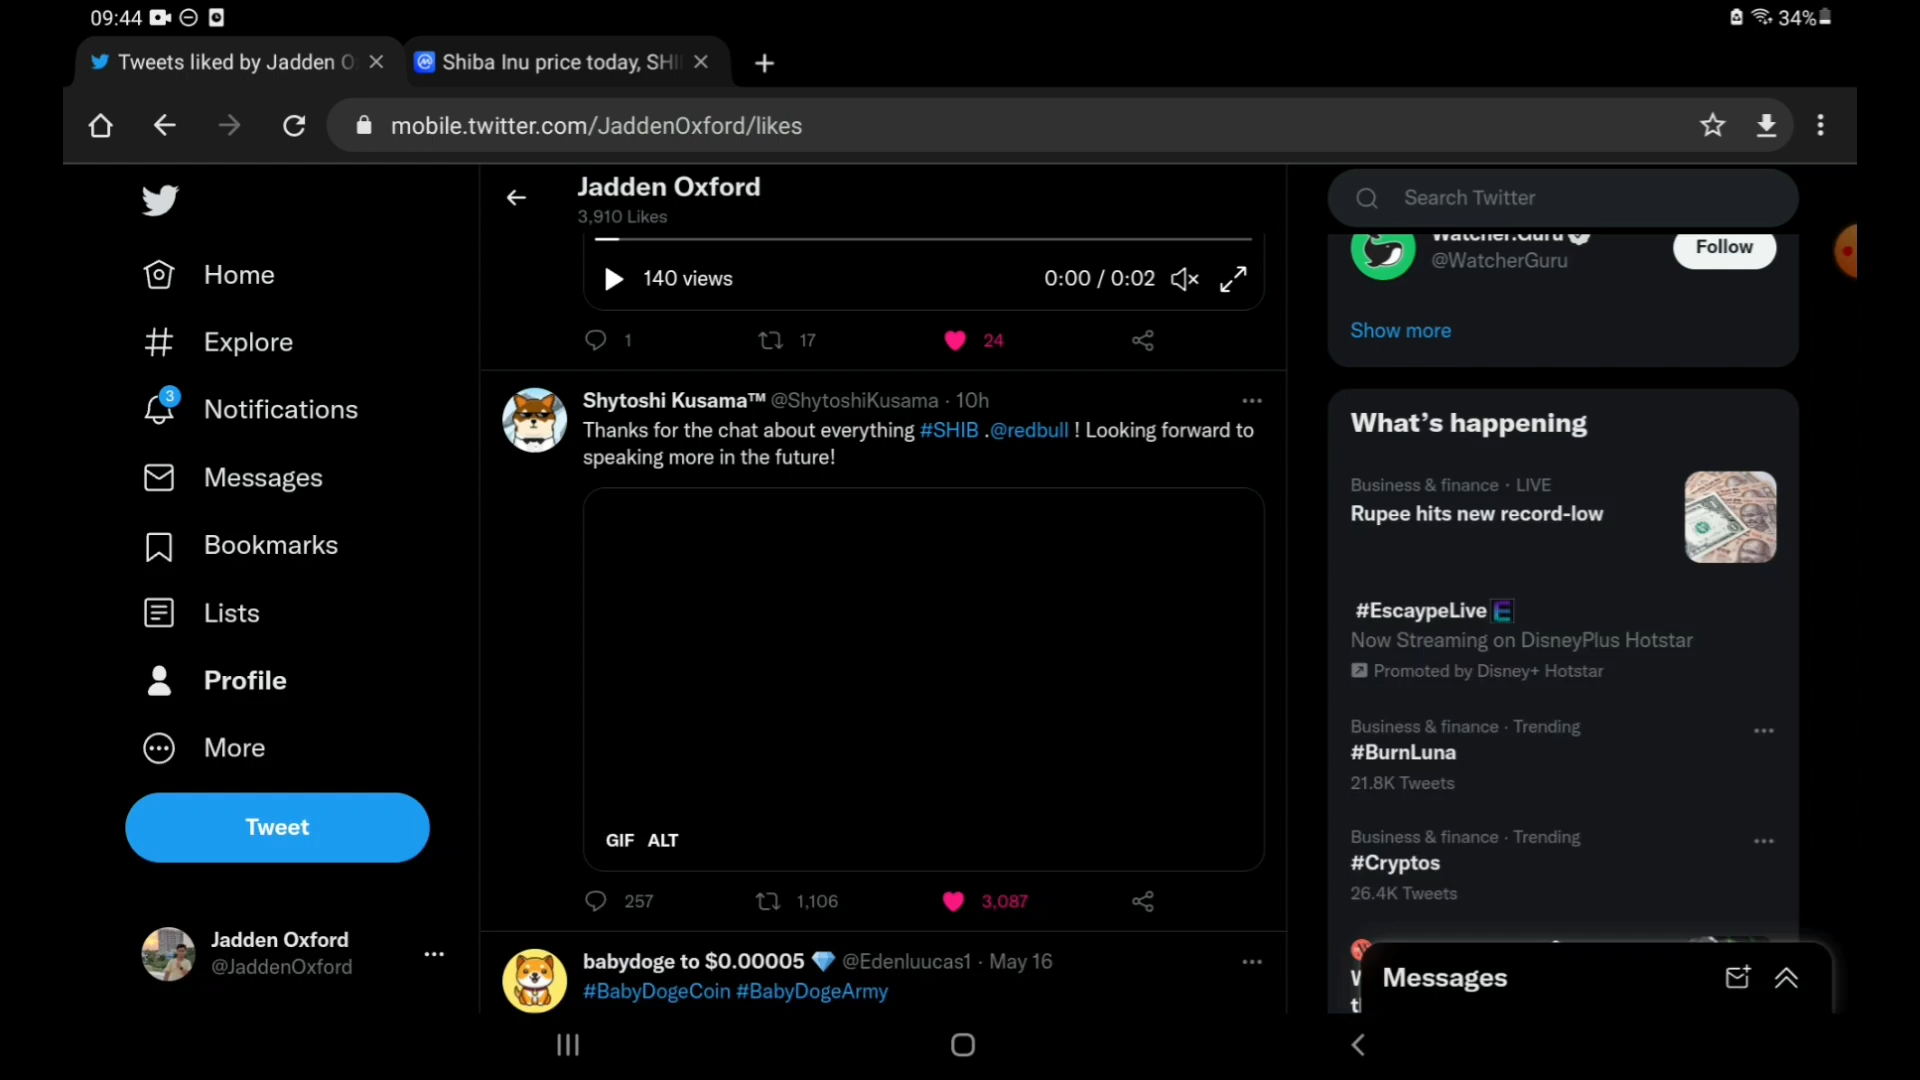 09:44
34%
Tweets liked by Jadden O
Shiba Inu price today, SHI
mobile.twitter.com/JaddenOxford/likes
Jadden Oxford
3,910 Likes
Search Twitter
Home
Explore
3
Notifications
Messages
Bookmarks
Lists
Profile
More
Tweet
Jadden Oxford
@JaddenOxford
140 views
0:00 / 0:02
1
17
24
Shytoshi Kusama™ @ShytoshiKusama · 10h
Thanks for the chat about everything #SHIB .@redbull ! Looking forward to
speaking more in the future!
GIF ALT
257
1,106
3,087
babydoge to $0.00005 💎 @Edenluucas1 · May 16
#BabyDogeCoin #BabyDogeArmy
Watcher.Guru
@WatcherGuru
Follow
Show more
What's happening
Business & finance · LIVE
Rupee hits new record-low
#EscaypeLive
Now Streaming on DisneyPlus Hotstar
Promoted by Disney+ Hotstar
Business & finance · Trending
#BurnLuna
21.8K Tweets
Business & finance · Trending
#Cryptos
26.4K Tweets
Messages